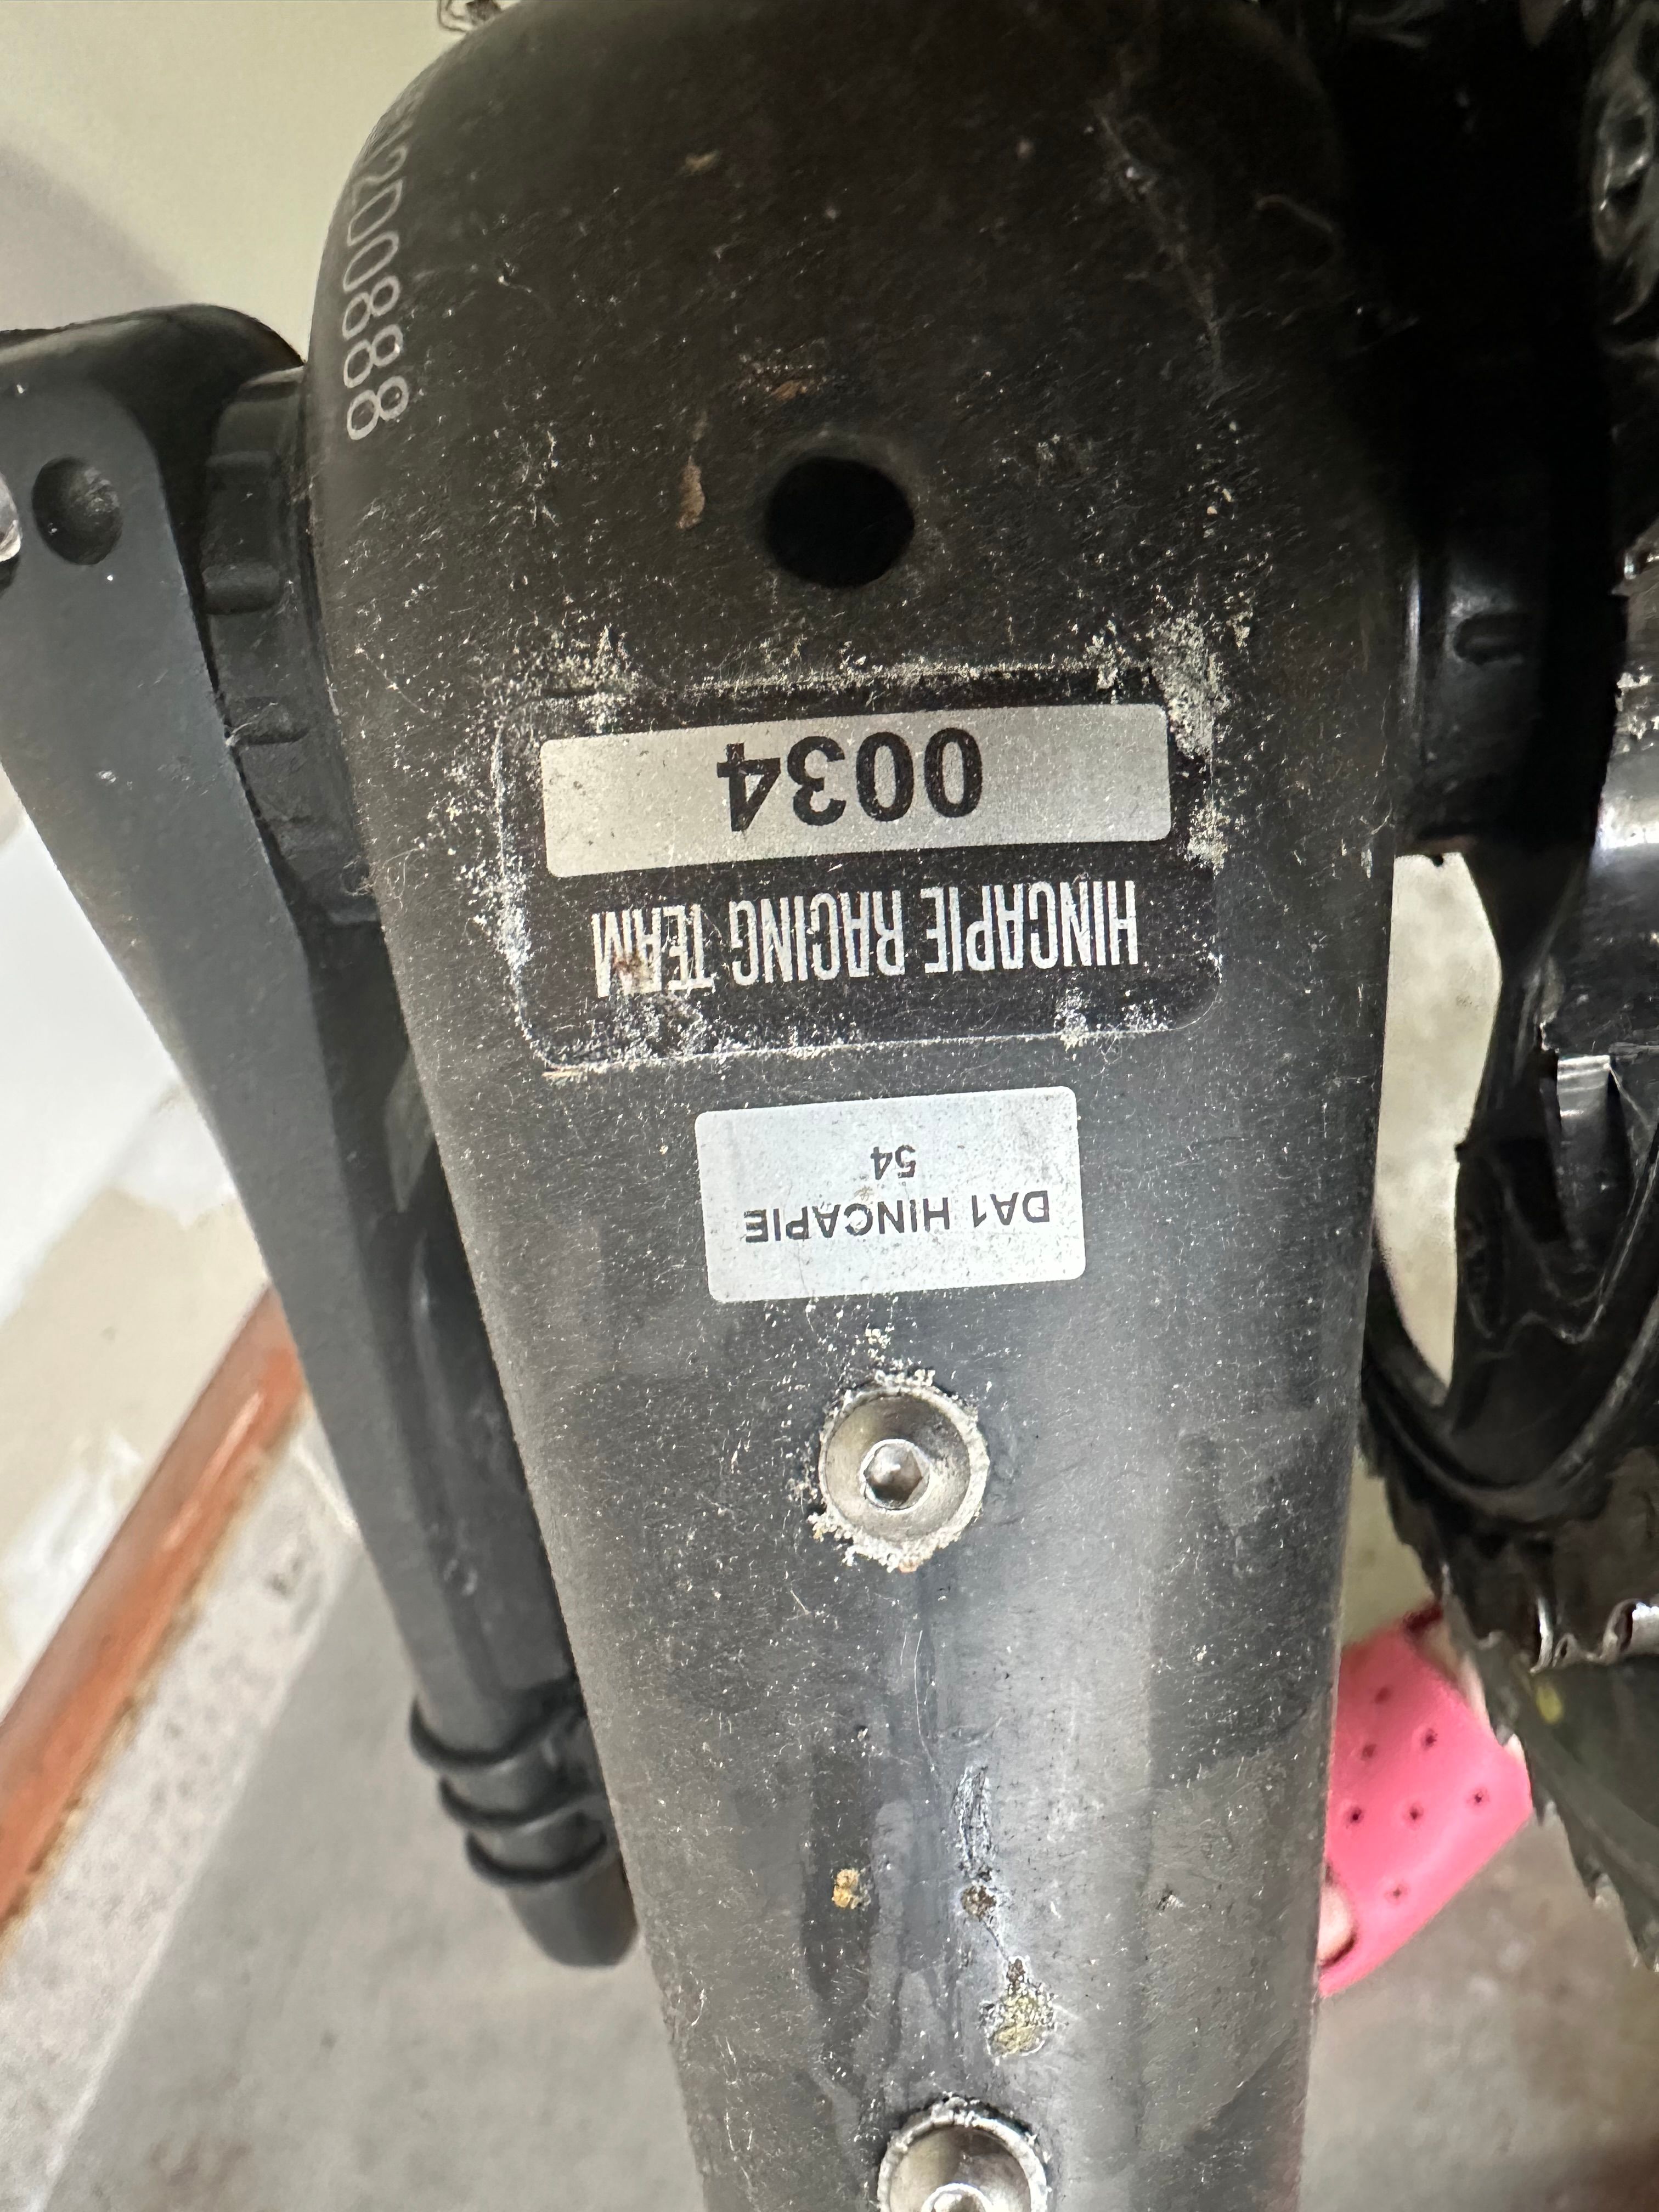 DA1 HINCAPIE
54
HINCAPIE RACING TEAM
0034